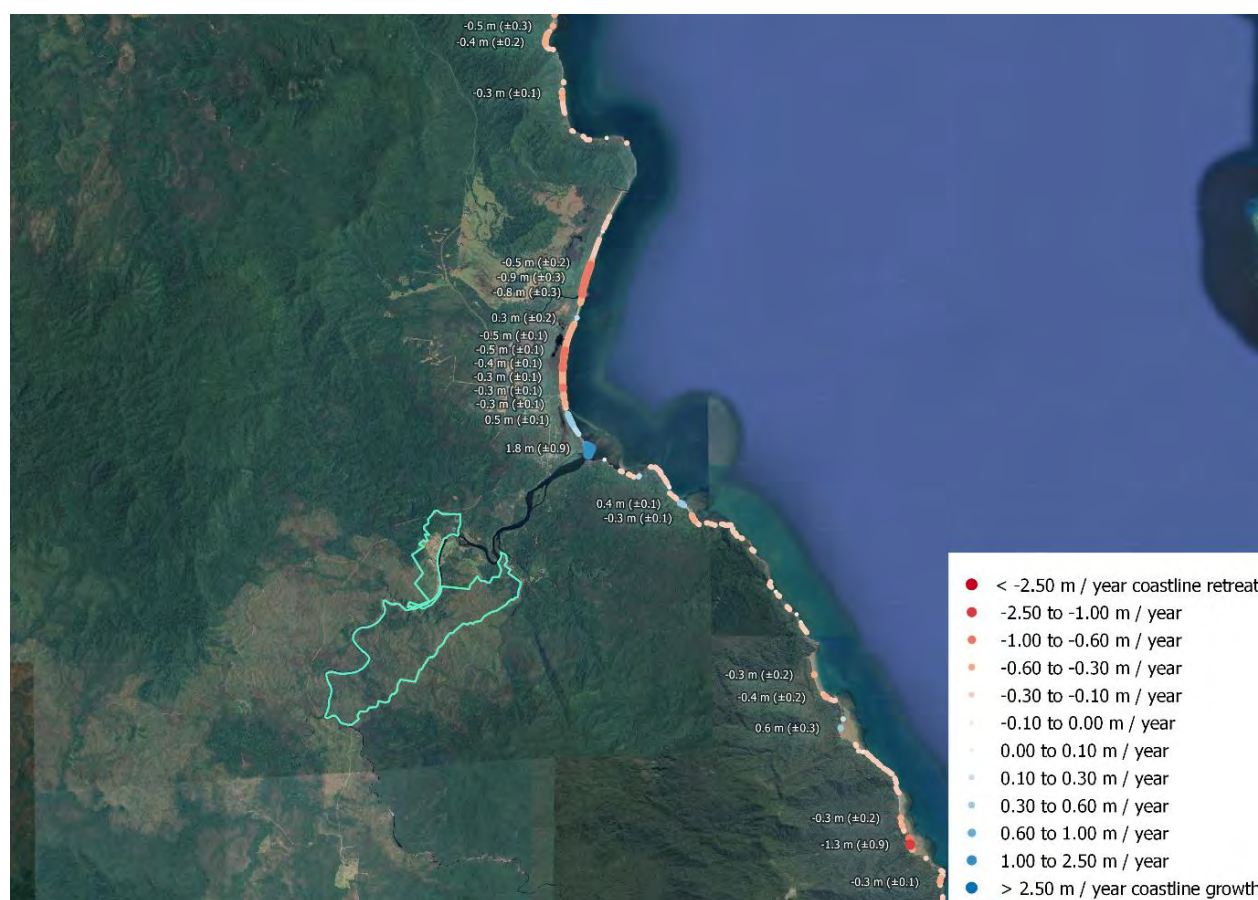 -0.5 m (±0.3)
-0.4 m (±0.2)
-0.3 m (±0.1)
-0.5 m (±0.2)
-0.9 m (±0.3)
-0.8 m (±0.3)
0.3 m (±0.2)
-0.5 m (±0.1)
-0.5 m (±0.1)
-0.4 m (±0.1)
-0.3 m (±0.1)
-0.3 m (±0.1)
-0.3 m (±0.1)
0.5 m (±0.1)
1.8 m (±0.9)
0.4 m (±0.1)
-0.3 m (±0.1)
-0.3 m (±0.2)
-0.4 m (±0.2)
0.6 m (±0.3)
-0.3 m (±0.2)
-1.3 m (±0.9)
-0.3 m (±0.1)
< -2.50 m / year coastline retreat
-2.50 to -1.00 m / year
-1.00 to -0.60 m / year
-0.60 to -0.30 m / year
-0.30 to -0.10 m / year
-0.10 to 0.00 m / year
0.00 to 0.10 m / year
0.10 to 0.30 m / year
0.30 to 0.60 m / year
0.60 to 1.00 m / year
1.00 to 2.50 m / year
> 2.50 m / year coastline growth